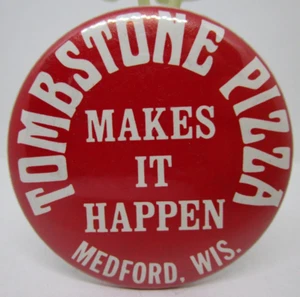 TOMBSTONE PIZZA
MAKES
IT
HAPPEN
MEDFORD, WIS.